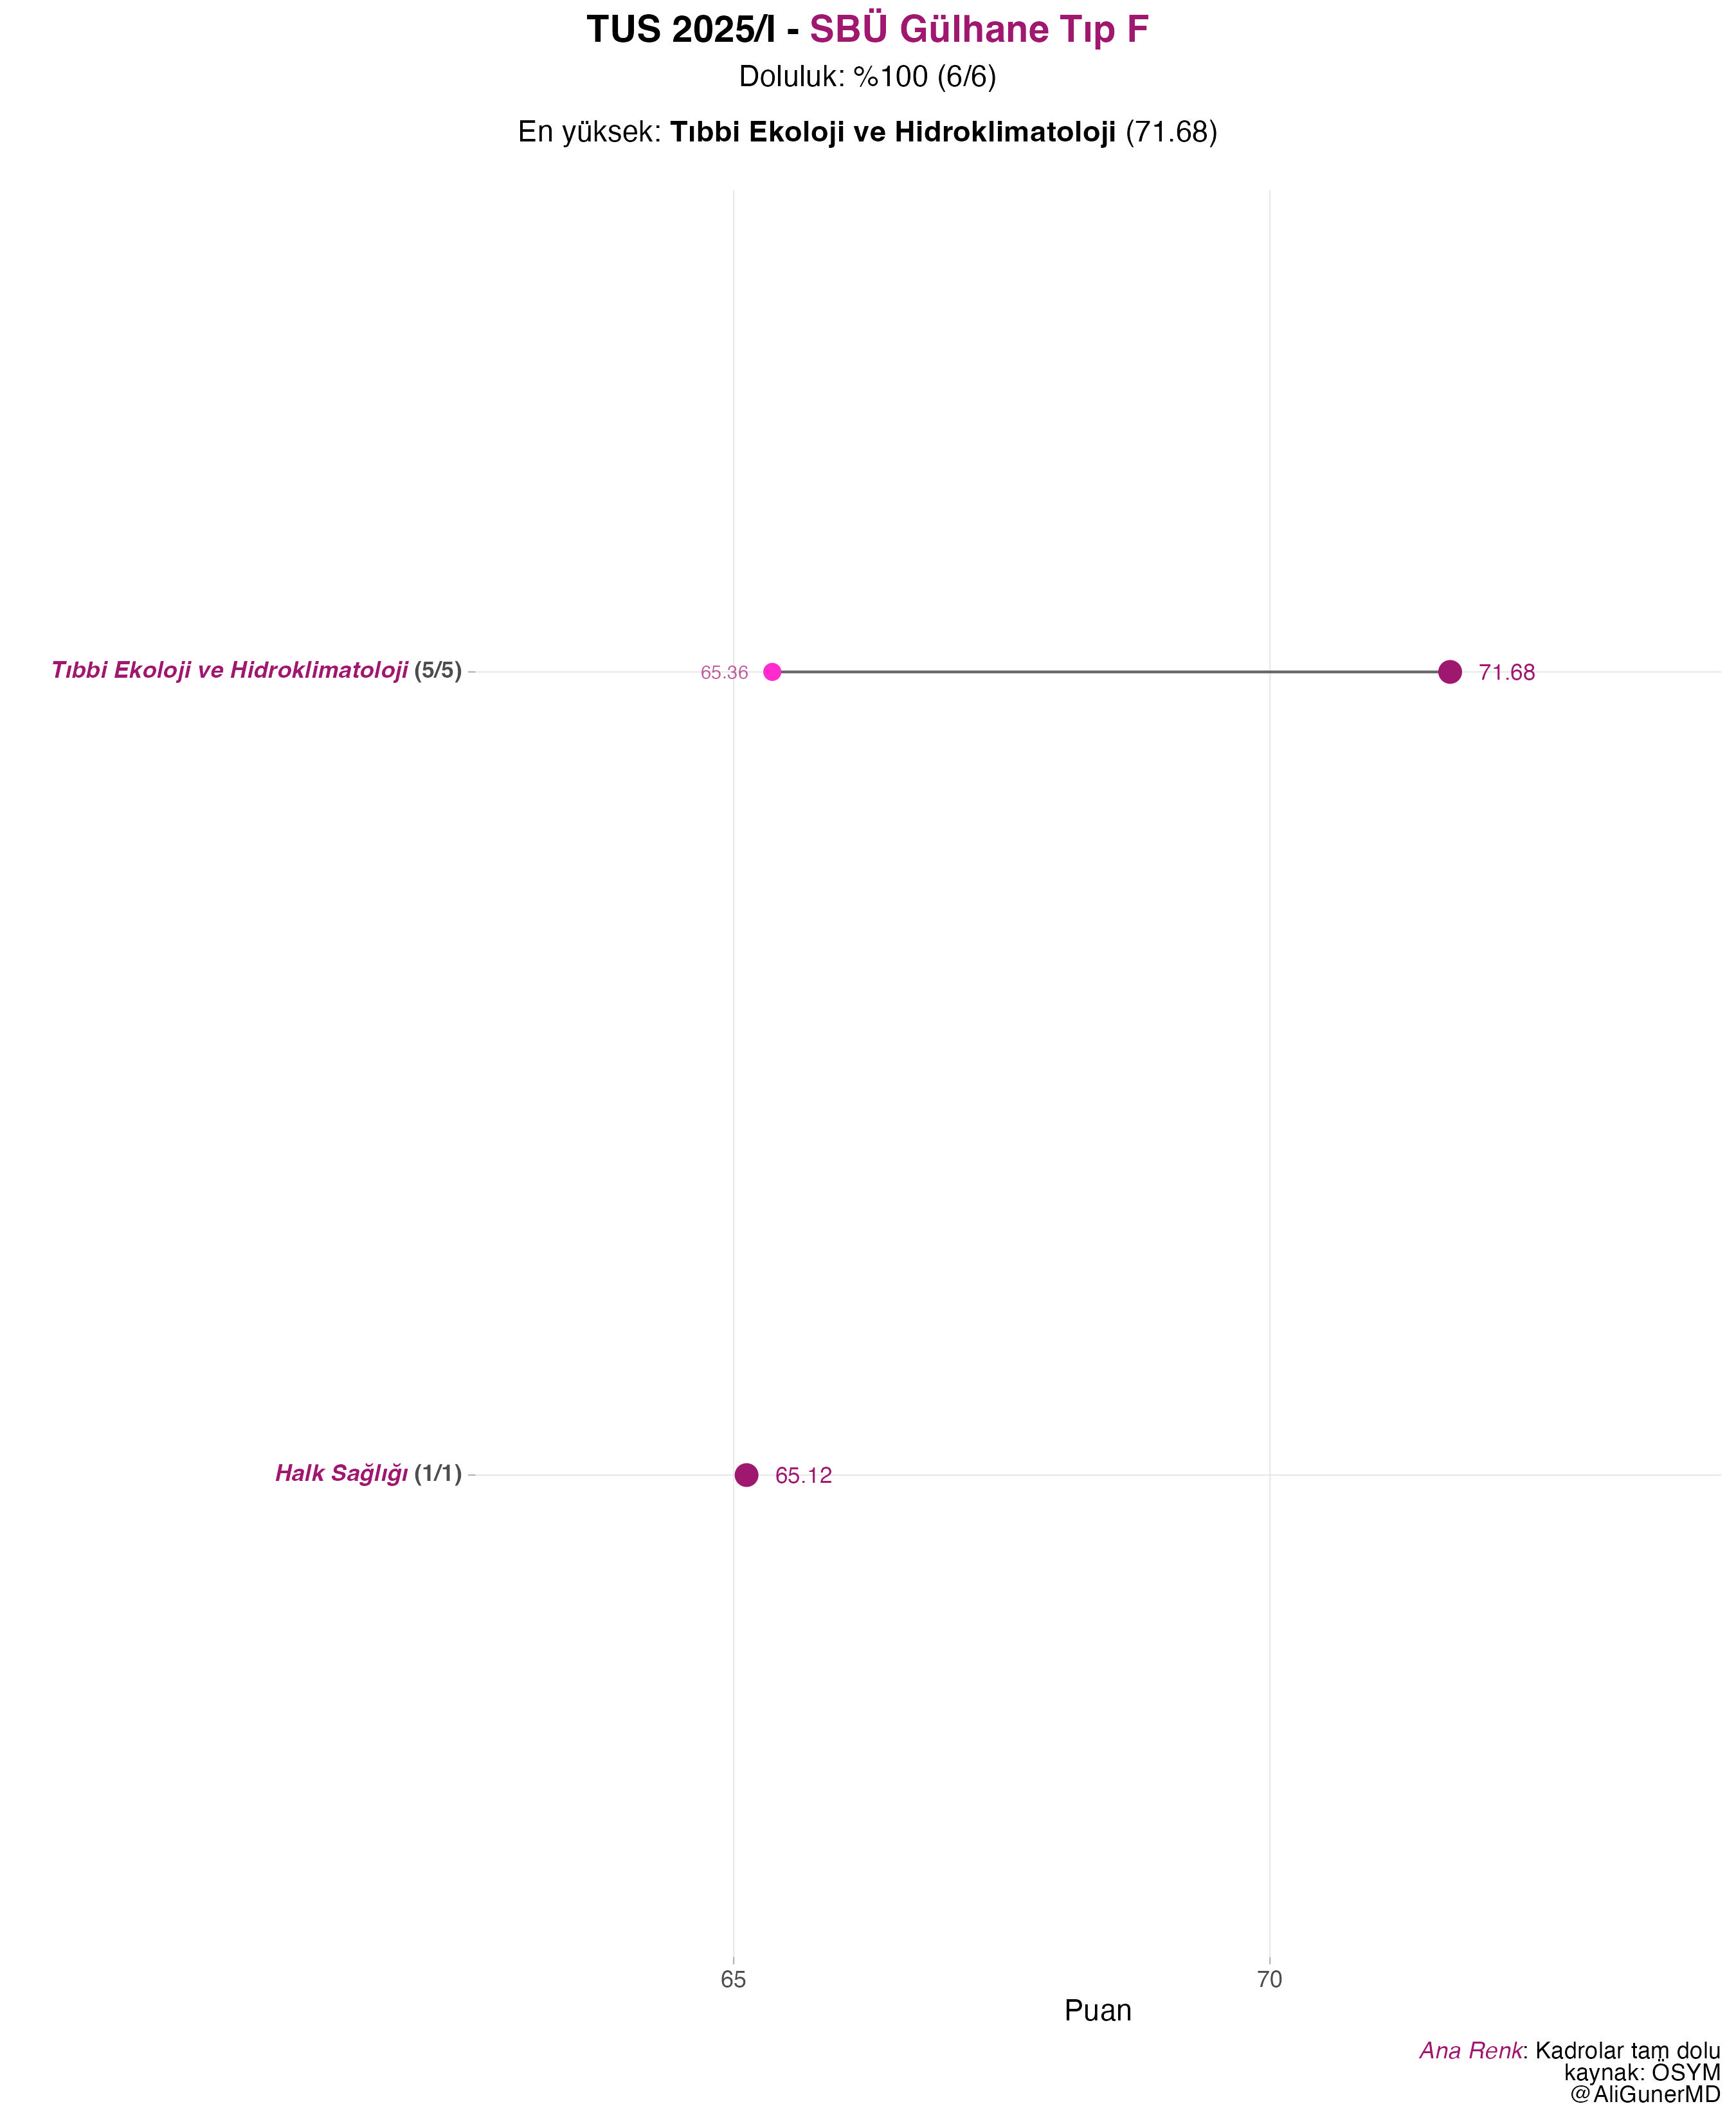 TUS 2025/I - SBÜ Gülhane Tıp F
Doluluk: %100 (6/6)
En yüksek: Tıbbi Ekoloji ve Hidroklimatoloji (71.68)
Tıbbi Ekoloji ve Hidroklimatoloji (5/5)
65.36
71.68
Halk Sağlığı (1/1)
65.12
65
70
Puan
Ana Renk: Kadrolar tam dolu
kaynak: ÖSYM
@AliGunerMD